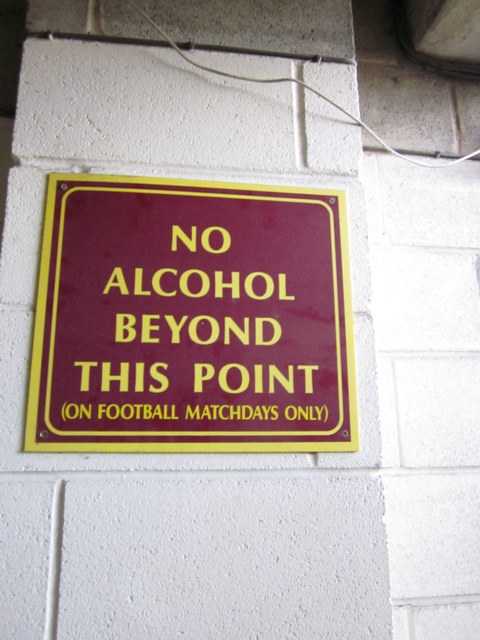 NO
ALCOHOL
BEYOND
THIS POINT
(ON FOOTBALL MATCHDAYS ONLY)